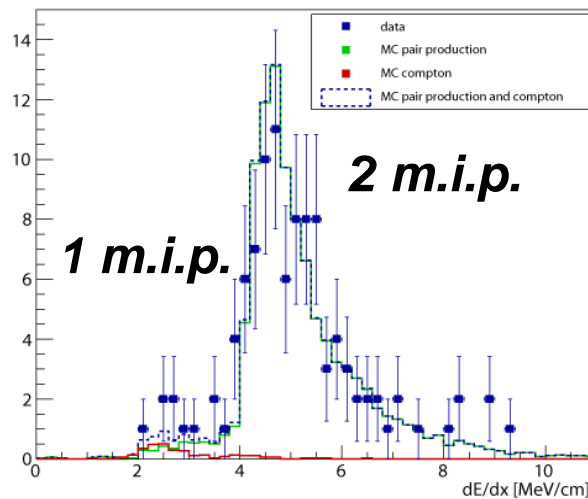 data
MC pair production
MC compton
MC pair production and compton
14
12
10
8
6
4
2
0
2 m.i.p.
1 m.i.p.
0 2 4 6 8 10
dE/dx [MeV/cm]